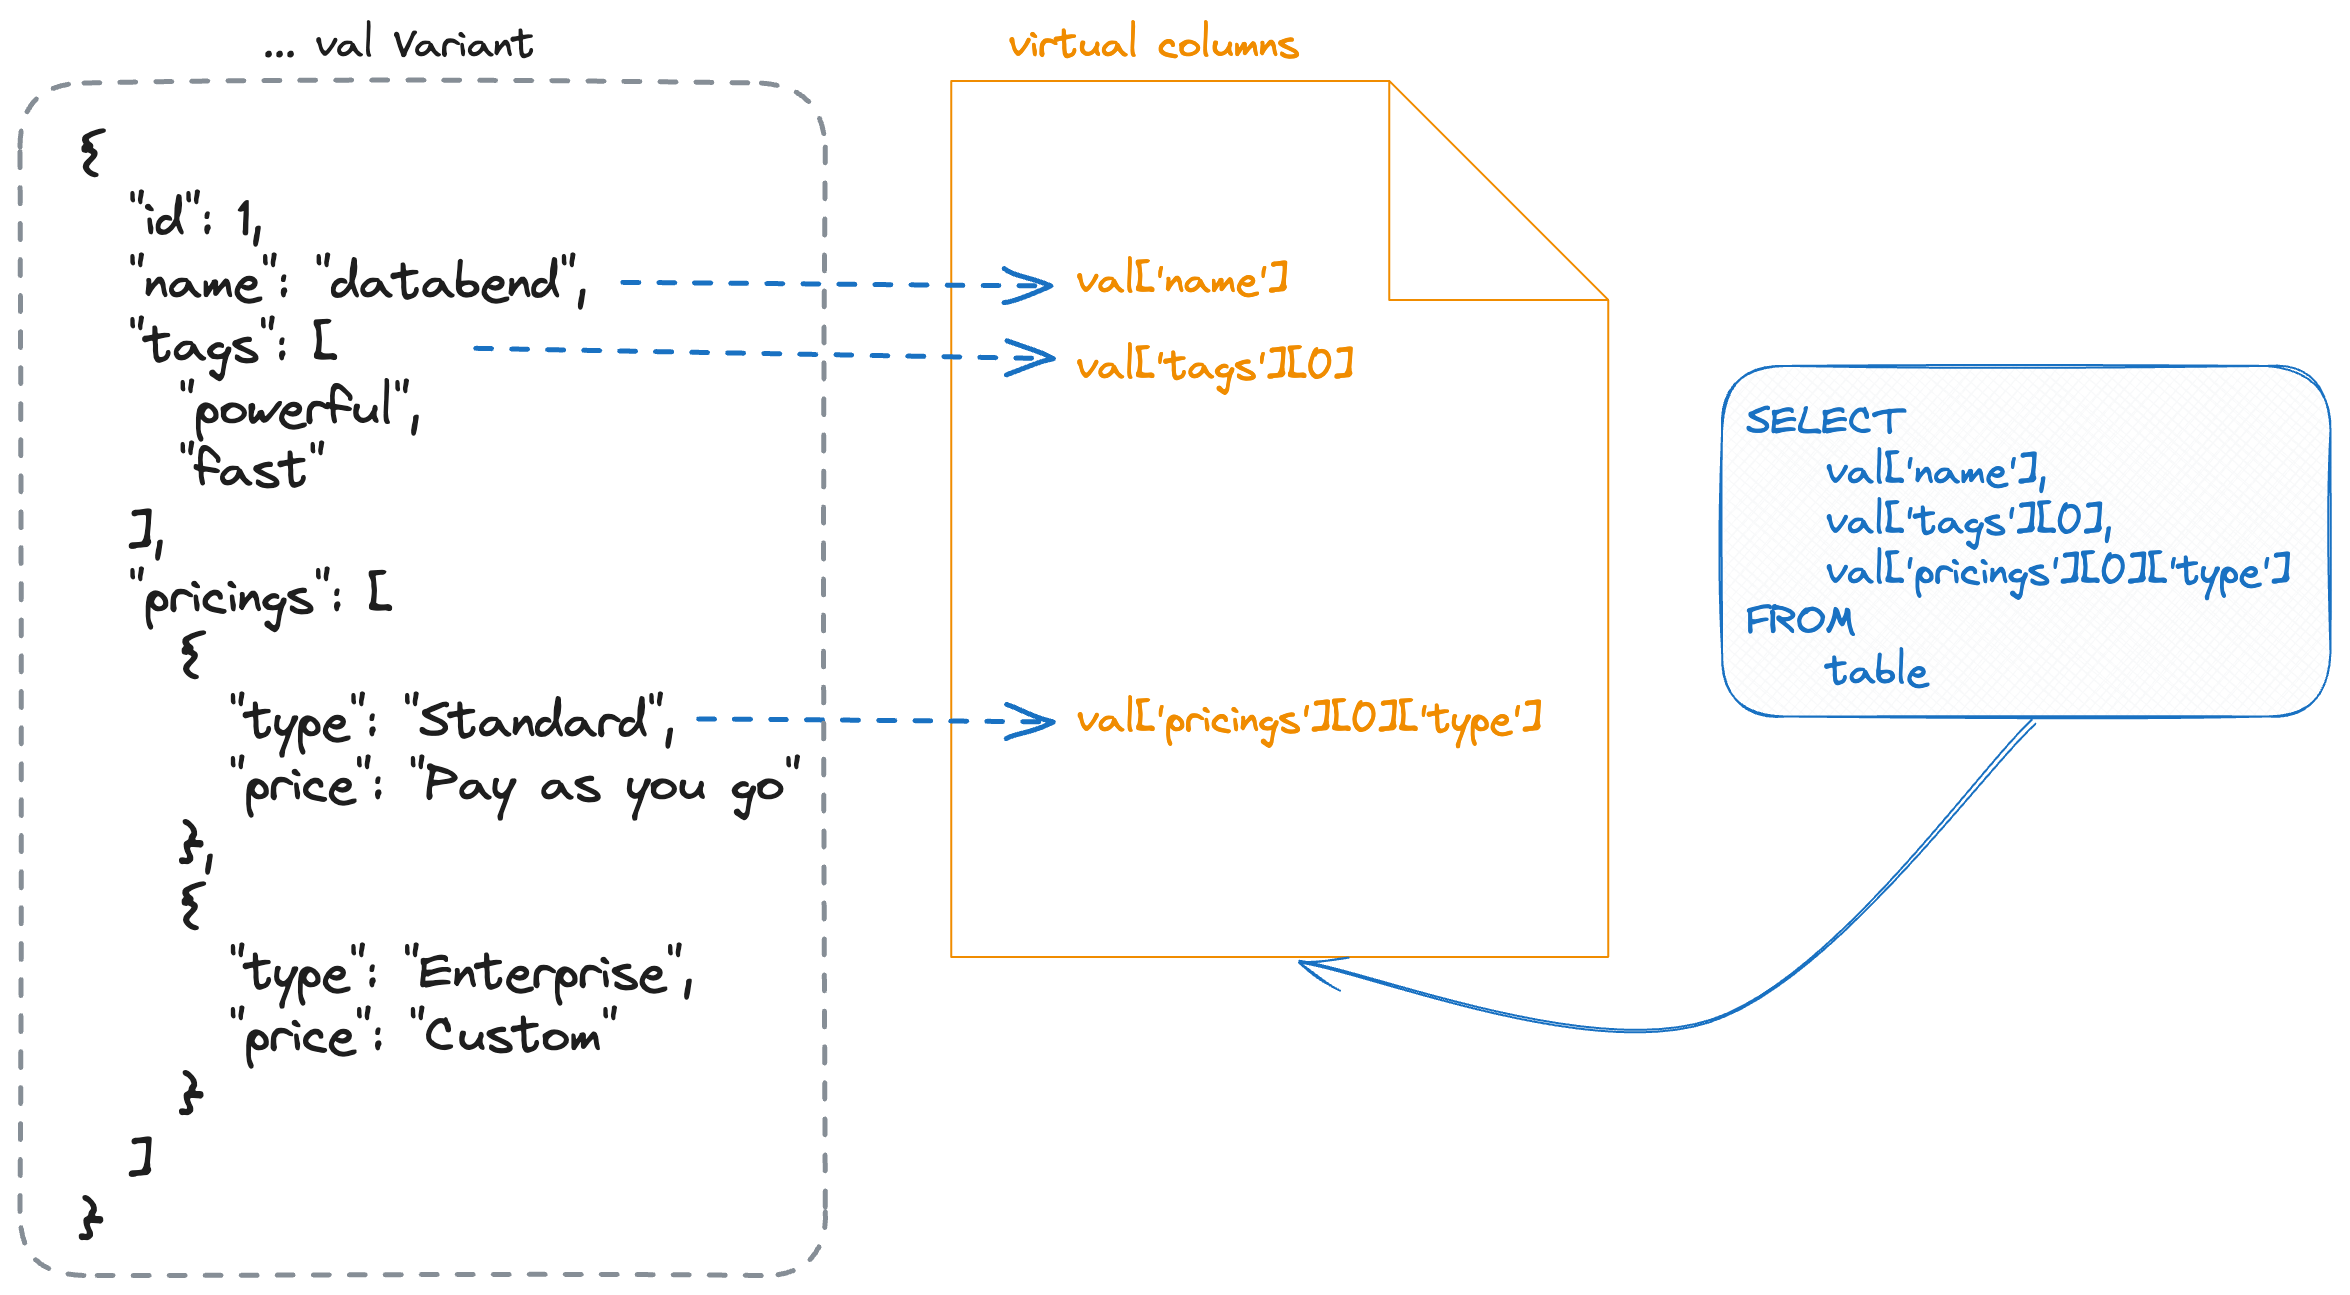 ... val Variant
{
"id": 1,
"name": "databend",
"tags": [
"powerful",
"fast"
],
"pricings": [
{
"type": "Standard",
"price": "Pay as you go"
},
{
"type": "Enterprise",
"price": "Custom"
}
]
}
virtual columns
val['name']
val['tags'][0]
val['pricings'][0]['type']
SELECT
val['name'],
val['tags'][0],
val['pricings'][0]['type']
FROM
table